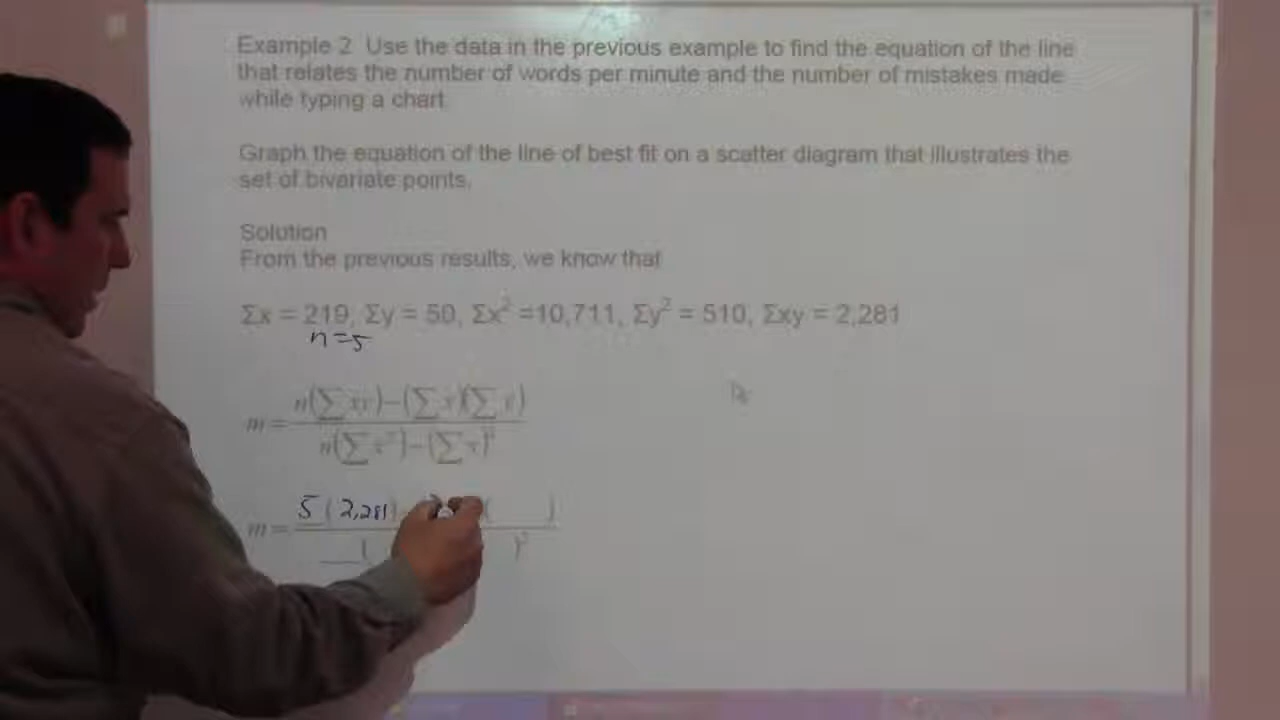 Example 2 Use the data in the previous example to find the equation of the line
that relates the number of words per minute and the number of mistakes made
while typing a chart.
Graph the equation of the line of best fit on a scatter diagram that illustrates the
set of bivariate points.
Solution
From the previous results, we know that
Σx = 219, Σy = 50, Σx² =10,711, Σy² = 510, Σxy = 2,281
n=5
m = n(∑xy)-(∑x)(∑y)
n(∑x²)-(∑x)²
m = 5(2,281)